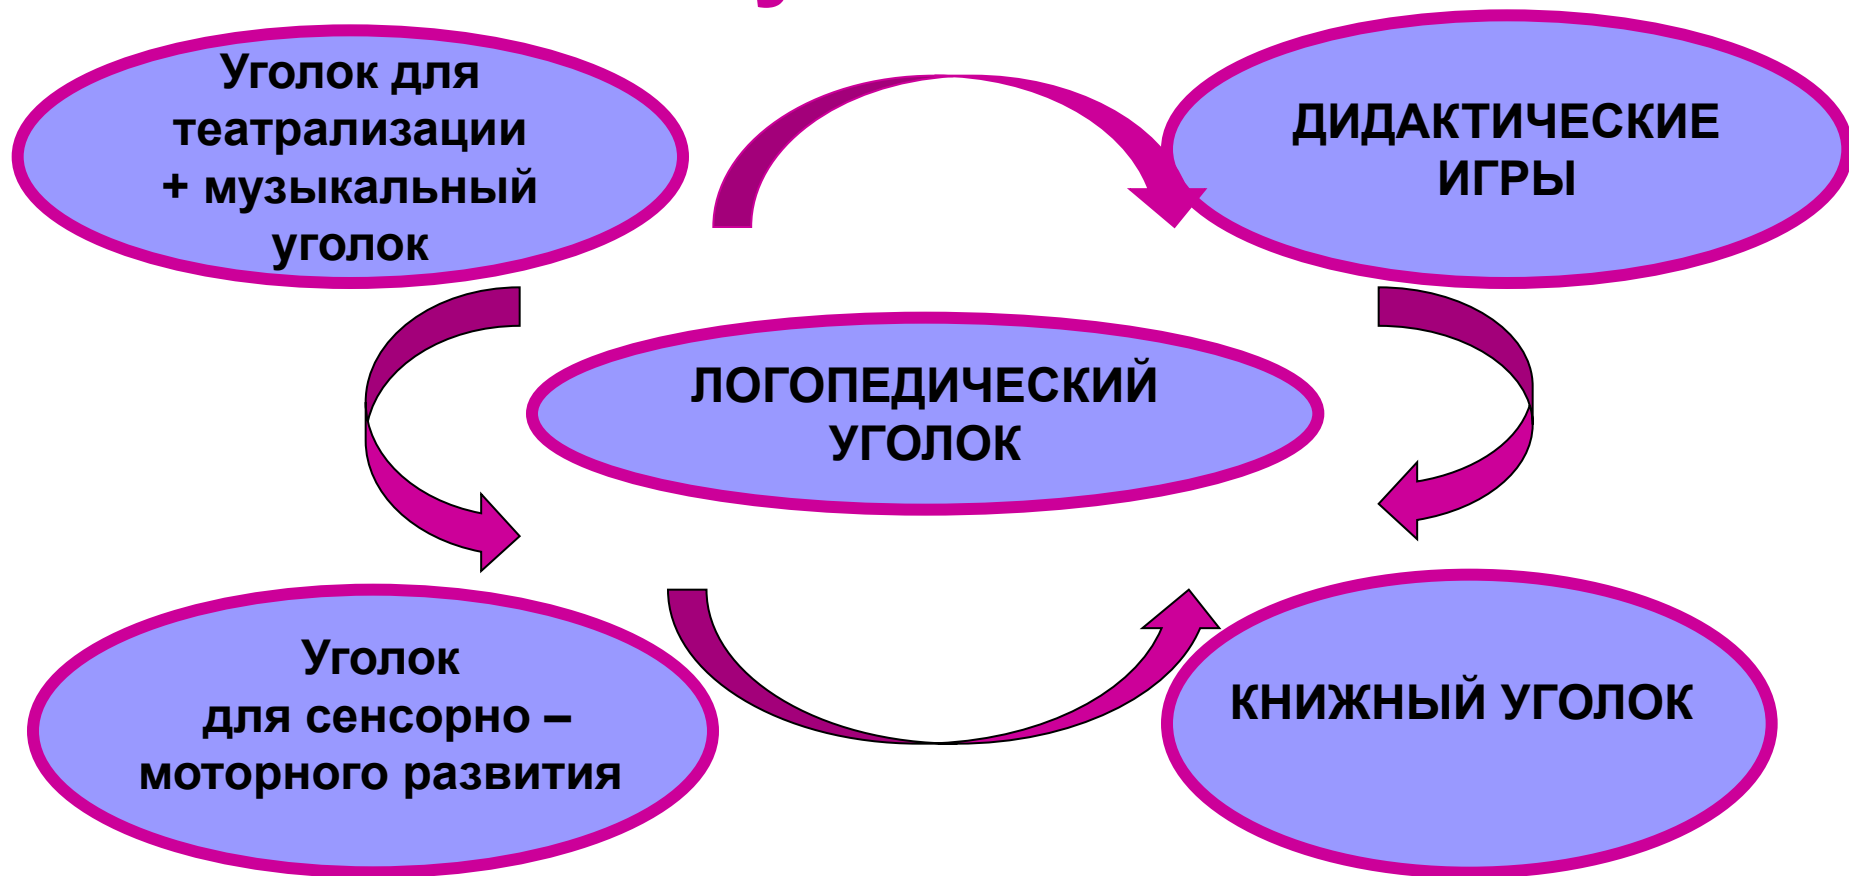 Уголок для
театрализации
+ музыкальный
уголок
ДИДАКТИЧЕСКИЕ
ИГРЫ
ЛОГОПЕДИЧЕСКИЙ
УГОЛОК
Уголок
для сенсорно –
моторного развития
КНИЖНЫЙ УГОЛОК